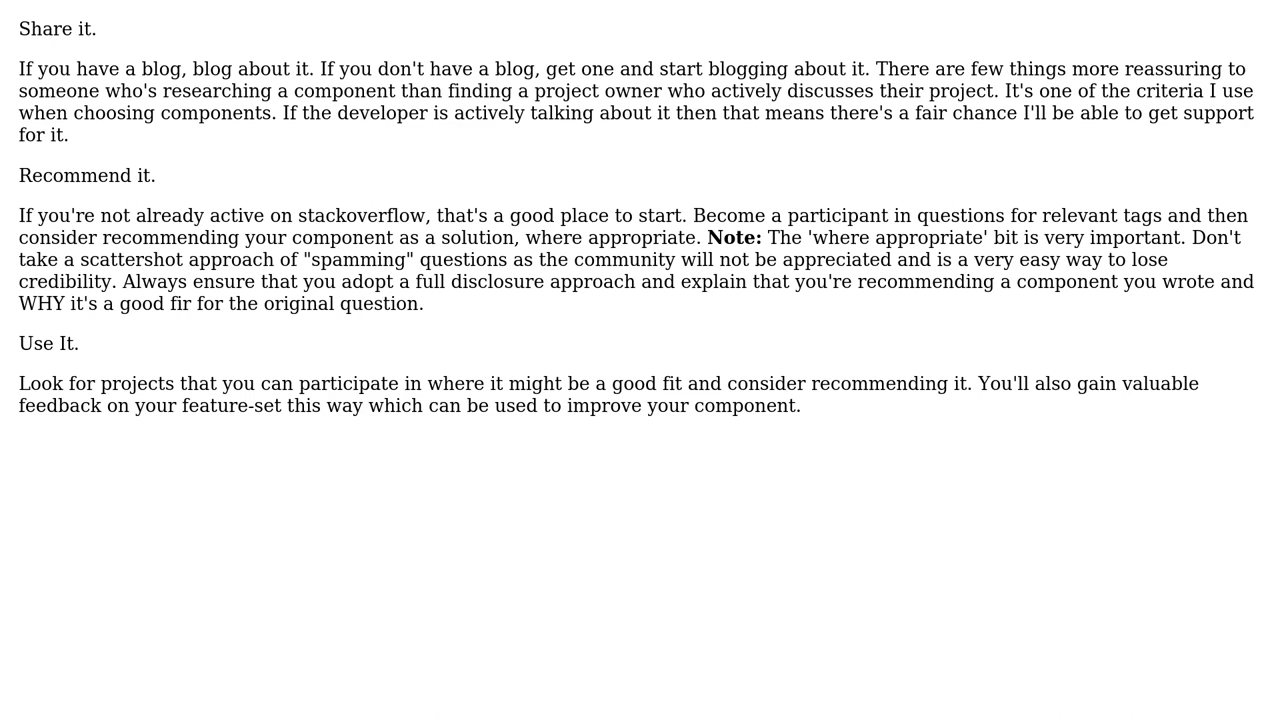 Share it.
If you have a blog, blog about it. If you don't have a blog, get one and start blogging about it. There are few things more reassuring to
someone who's researching a component than finding a project owner who actively discusses their project. It's one of the criteria I use
when choosing components. If the developer is actively talking about it then that means there's a fair chance I'll be able to get support
for it.
Recommend it.
If you're not already active on stackoverflow, that's a good place to start. Become a participant in questions for relevant tags and then
consider recommending your component as a solution, where appropriate. Note: The 'where appropriate' bit is very important. Don't
take a scattershot approach of "spamming" questions as the community will not be appreciated and is a very easy way to lose
credibility. Always ensure that you adopt a full disclosure approach and explain that you're recommending a component you wrote and
WHY it's a good fir for the original question.
Use It.
Look for projects that you can participate in where it might be a good fit and consider recommending it. You'll also gain valuable
feedback on your feature-set this way which can be used to improve your component.